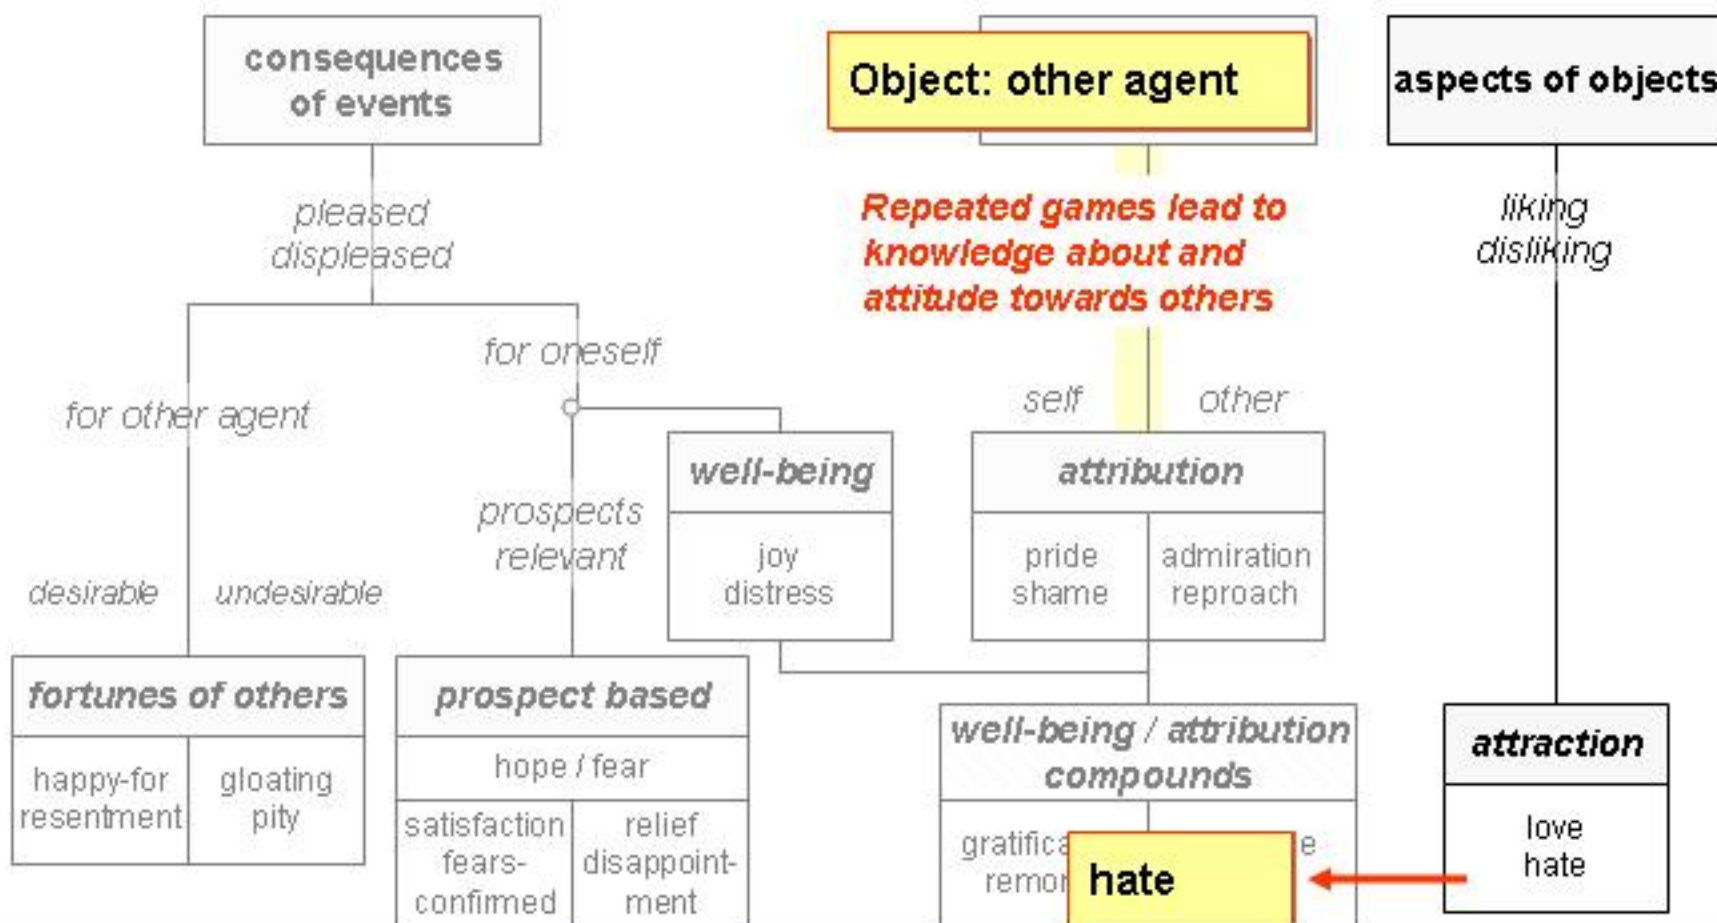 consequences
of events
Object: other agent
aspects of objects
pleased
displeased
Repeated games lead to
knowledge about and
attitude towards others
liking
disliking
for oneself
for other agent
self other
well-being
attribution
prospects
relevant
joy
distress
pride
shame
admiration
reproach
desirable undesirable
fortunes of others
prospect based
well-being / attribution
compounds
attraction
happy-for
resentment
gloating
pity
hope / fear
satisfaction
fears-
confirmed
relief
disappoint-
ment
hate
love
hate